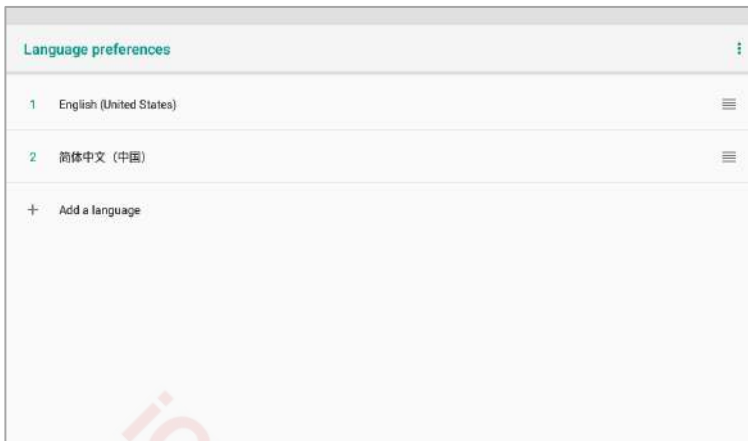 Language preferences
1 English (United States)
2 简体中文（中国）
+ Add a language